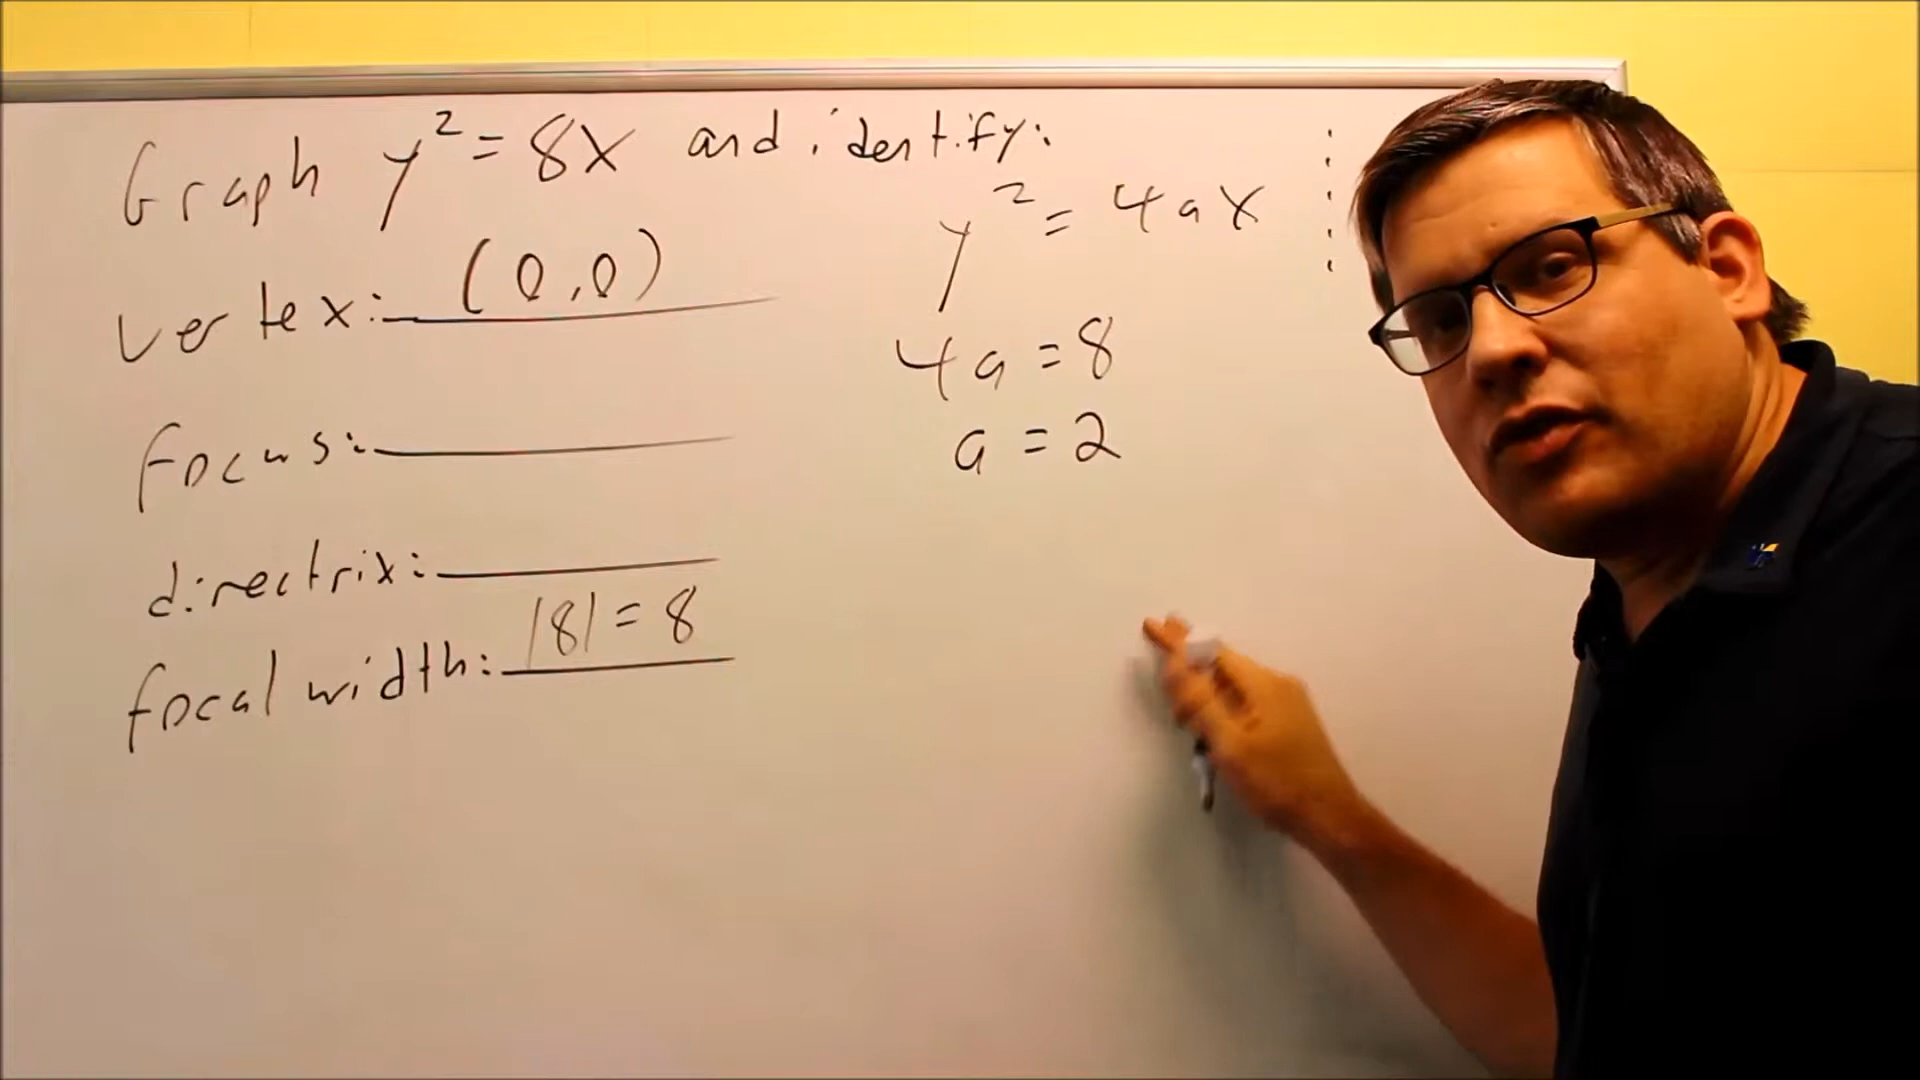 Graph y² = 8x and identify:
y² = 4ax
vertex: (0,0)
4a = 8
focus:
a = 2
directrix:
focal width: |8| = 8